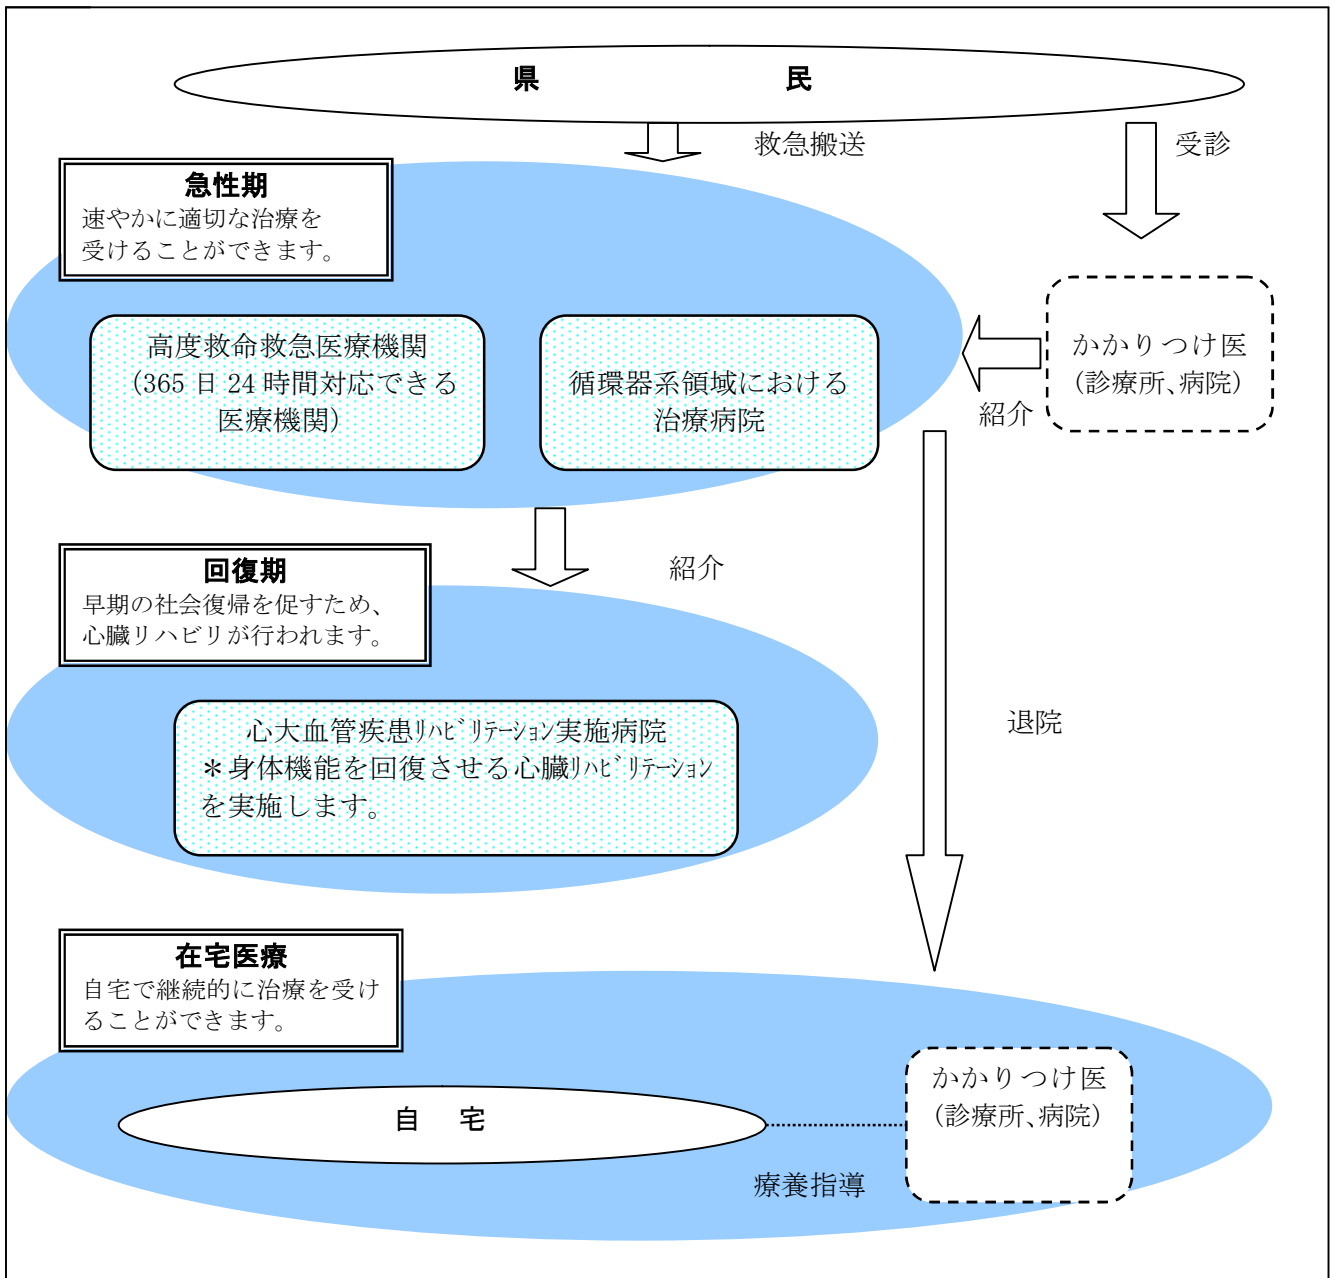 県　民
救急搬送
受診
急性期
速やかに適切な治療を
受けることができます。
高度救命救急医療機関
（365 日 24 時間対応できる
医療機関）
循環器系領域における
治療病院
かかりつけ医
（診療所、病院）
紹介
紹介
回復期
早期の社会復帰を促すため、
心臓リハビリが行われます。
心大血管疾患ﾘﾊﾋﾞﾘﾃｰｼｮﾝ実施病院
＊身体機能を回復させる心臓ﾘﾊﾋﾞﾘﾃｰｼｮﾝ
を実施します。
退院
在宅医療
自宅で継続的に治療を受け
ることができます。
自　宅
かかりつけ医
（診療所、病院）
療養指導